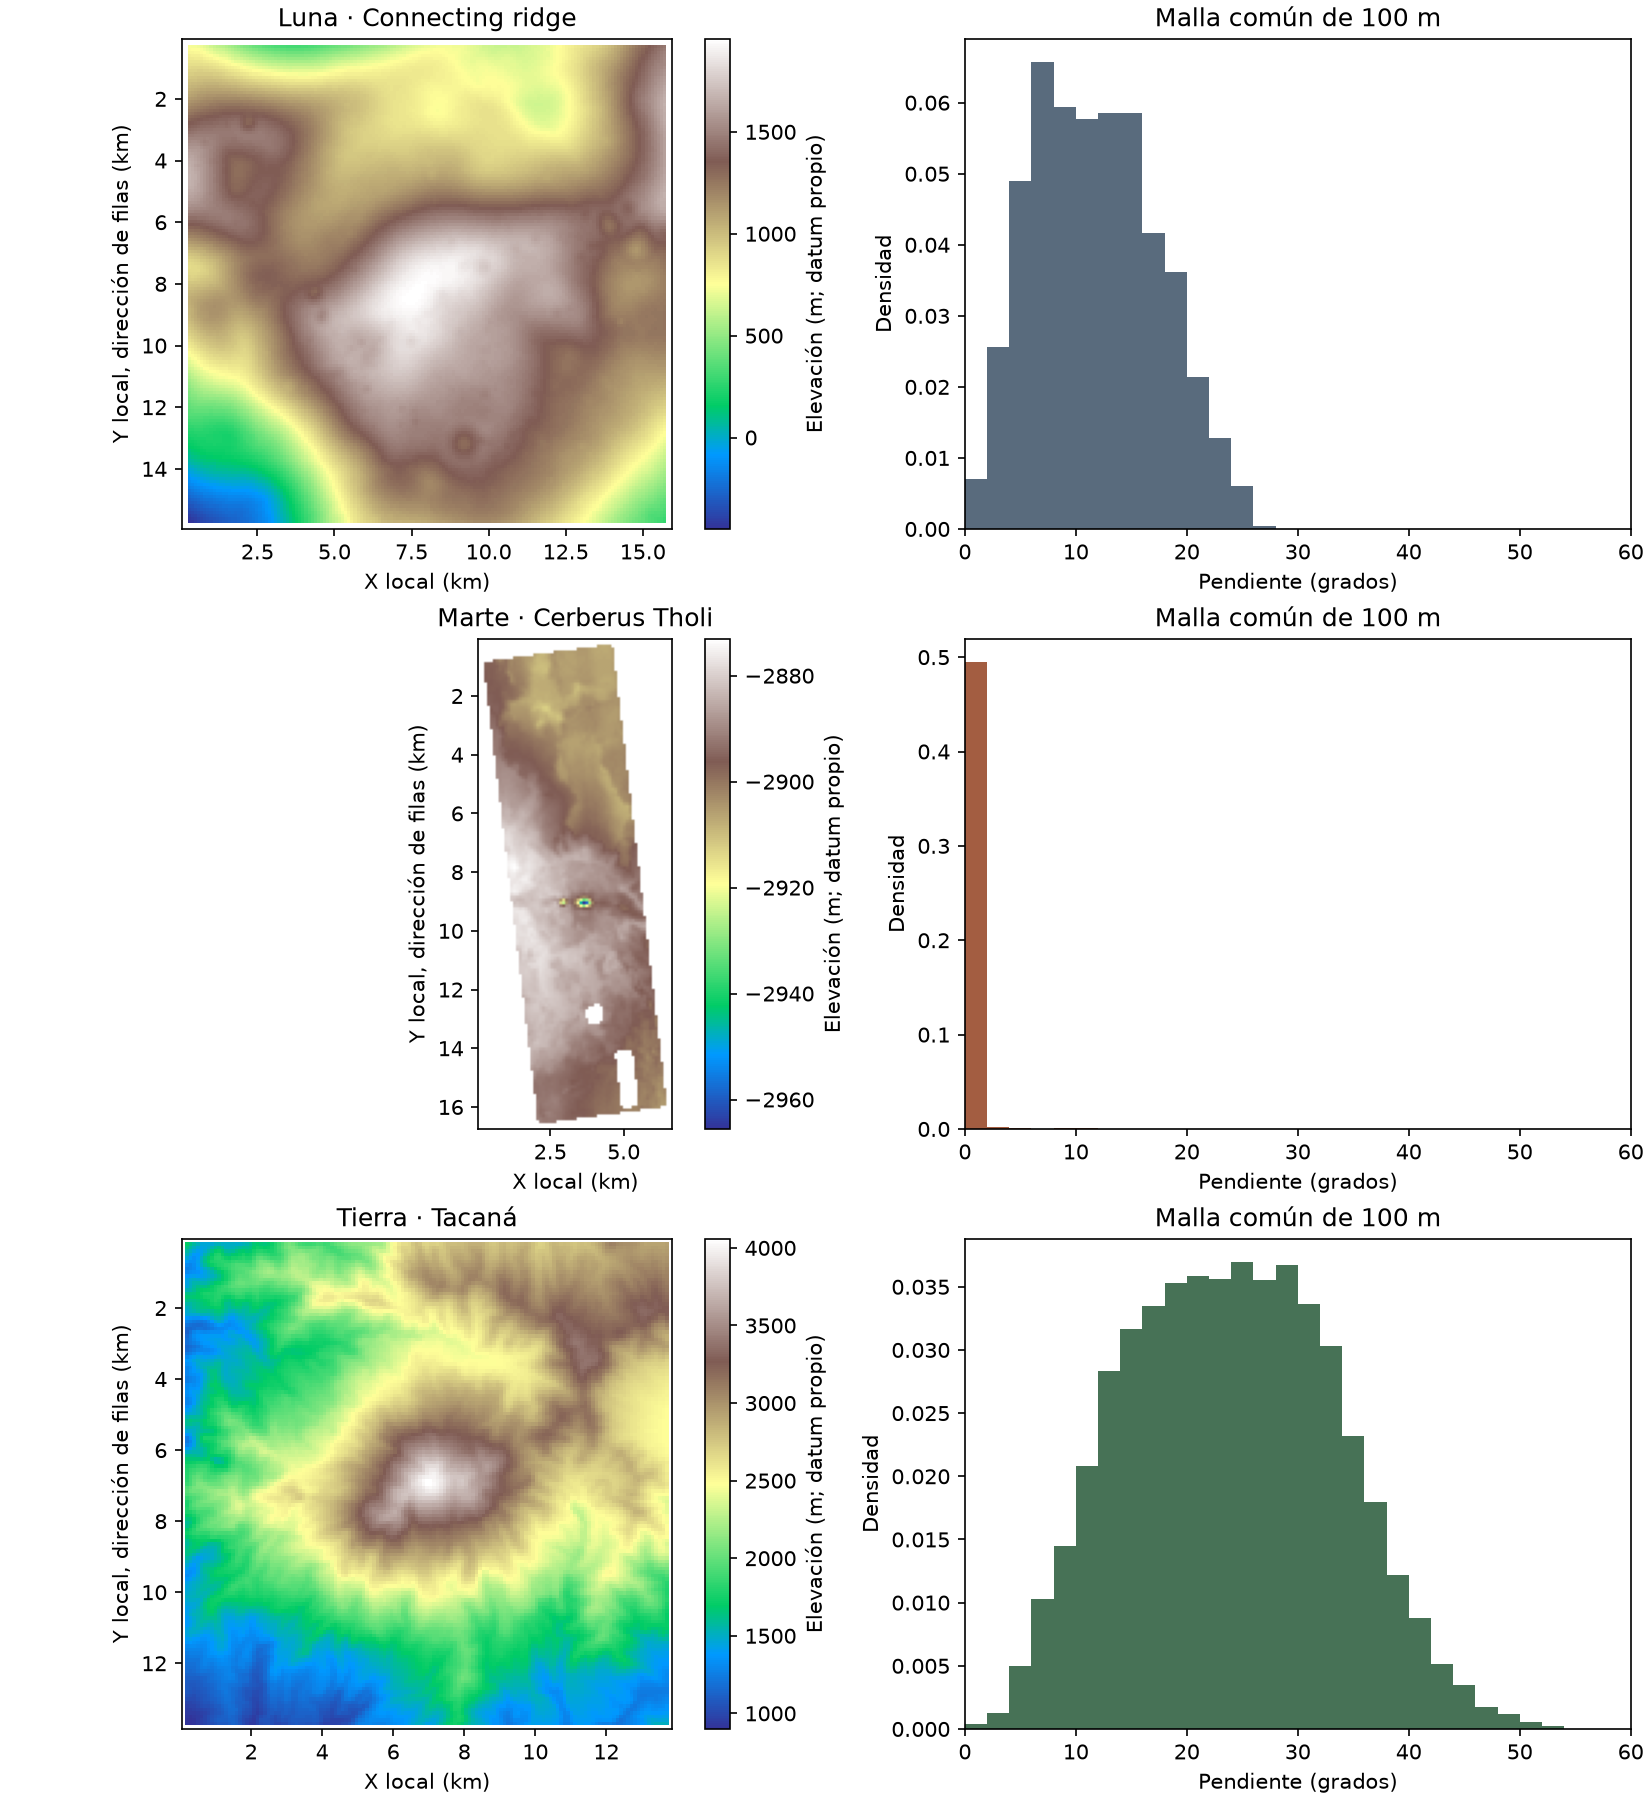 Luna · Connecting ridge
Y local, dirección de filas (km)
2
4
6
8
10
12
14
2.5 5.0 7.5 10.0 12.5 15.0
X local (km)
1500
1000
500
0
Elevación (m; datum propio)
Malla común de 100 m
Densidad
0.06
0.05
0.04
0.03
0.02
0.01
0.00
0 10 20 30 40 50 60
Pendiente (grados)
Marte · Cerberus Tholi
Y local, dirección de filas (km)
2
4
6
8
10
12
14
16
2.5 5.0
X local (km)
−2880
−2900
−2920
−2940
−2960
Elevación (m; datum propio)
Malla común de 100 m
Densidad
0.5
0.4
0.3
0.2
0.1
0.0
0 10 20 30 40 50 60
Pendiente (grados)
Tierra · Tacaná
Y local, dirección de filas (km)
2
4
6
8
10
12
2 4 6 8 10 12
X local (km)
4000
3500
3000
2500
2000
1500
1000
Elevación (m; datum propio)
Malla común de 100 m
Densidad
0.035
0.030
0.025
0.020
0.015
0.010
0.005
0.000
0 10 20 30 40 50 60
Pendiente (grados)